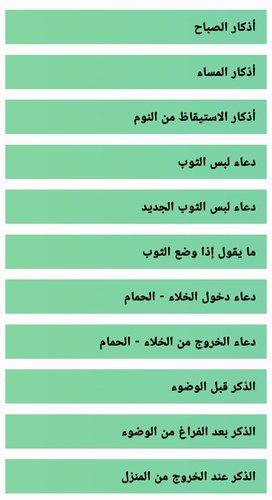 أذكار الصباح
أذكار المساء
أذكار الاستيقاظ من النوم
دعاء لبس الثوب
دعاء لبس الثوب الجديد
ما يقول إذا وضع الثوب
دعاء دخول الخلاء - الحمام
دعاء الخروج من الخلاء - الحمام
الذكر قبل الوضوء
الذكر بعد الفراغ من الوضوء
الذكر عند الخروج من المنزل